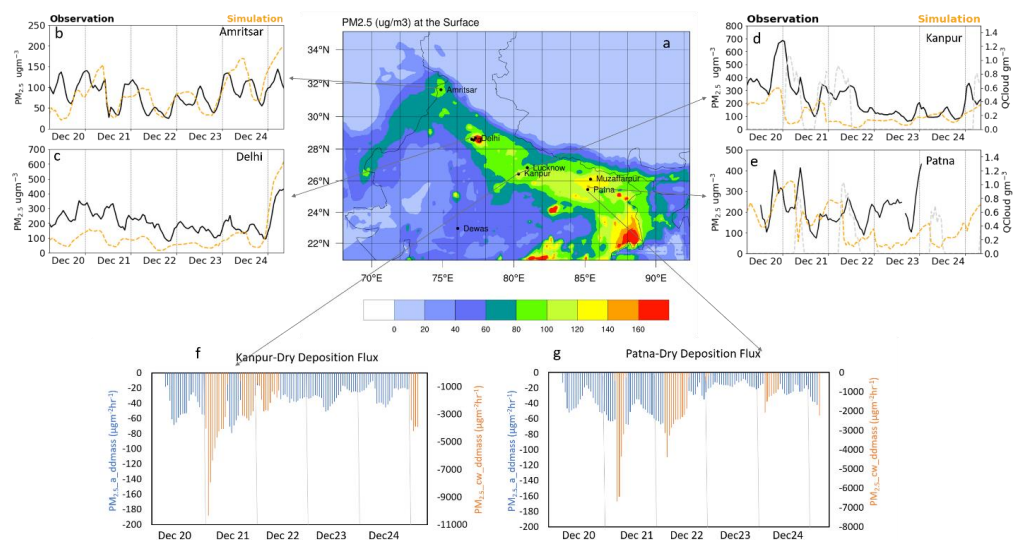 Observation
Simulation
b
Amritsar
PM2.5 ugm−3
250
200
150
100
50
0
Dec 20
Dec 21
Dec 22
Dec 23
Dec 24
c
Delhi
PM2.5 ugm−3
700
600
500
400
300
200
100
0
Dec 20
Dec 21
Dec 22
Dec 23
Dec 24
PM2.5 (ug/m3) at the Surface
a
34°N
32°N
30°N
28°N
26°N
24°N
22°N
Amritsar
Delhi
Lucknow
Kanpur
Muzaffarpur
Patna
Dewas
70°E
75°E
80°E
85°E
90°E
0
20
40
60
80
100
120
140
160
Observation
Simulation
d
Kanpur
PM2.5 ugm−3
800
700
600
500
400
300
200
100
0
QCloud gm−3
1.4
1.2
1.0
0.8
0.6
0.4
0.2
0.0
Dec 20
Dec 21
Dec 22
Dec 23
Dec 24
e
Patna
PM2.5 ugm−3
400
300
200
100
0
QCloud gm−3
1.4
1.2
1.0
0.8
0.6
0.4
0.2
0.0
Dec 20
Dec 21
Dec 22
Dec 23
Dec 24
f
Kanpur-Dry Deposition Flux
PM2.5_a_ddmass (µgm-2hr-1)
0
-20
-40
-60
-80
-100
-120
-140
-160
-180
-200
PM2.5_cw_ddmass (µgm-2hr-1)
-1000
-3000
-5000
-7000
-9000
-11000
Dec 20
Dec 21
Dec 22
Dec23
Dec24
g
Patna-Dry Deposition Flux
PM2.5_a_ddmass (µgm-2hr-1)
0
-20
-40
-60
-80
-100
-120
-140
-160
-180
-200
PM2.5_cw_ddmass (µgm-2hr-1)
0
-1000
-2000
-3000
-4000
-5000
-6000
-7000
-8000
Dec 20
Dec 21
Dec 22
Dec23
Dec24